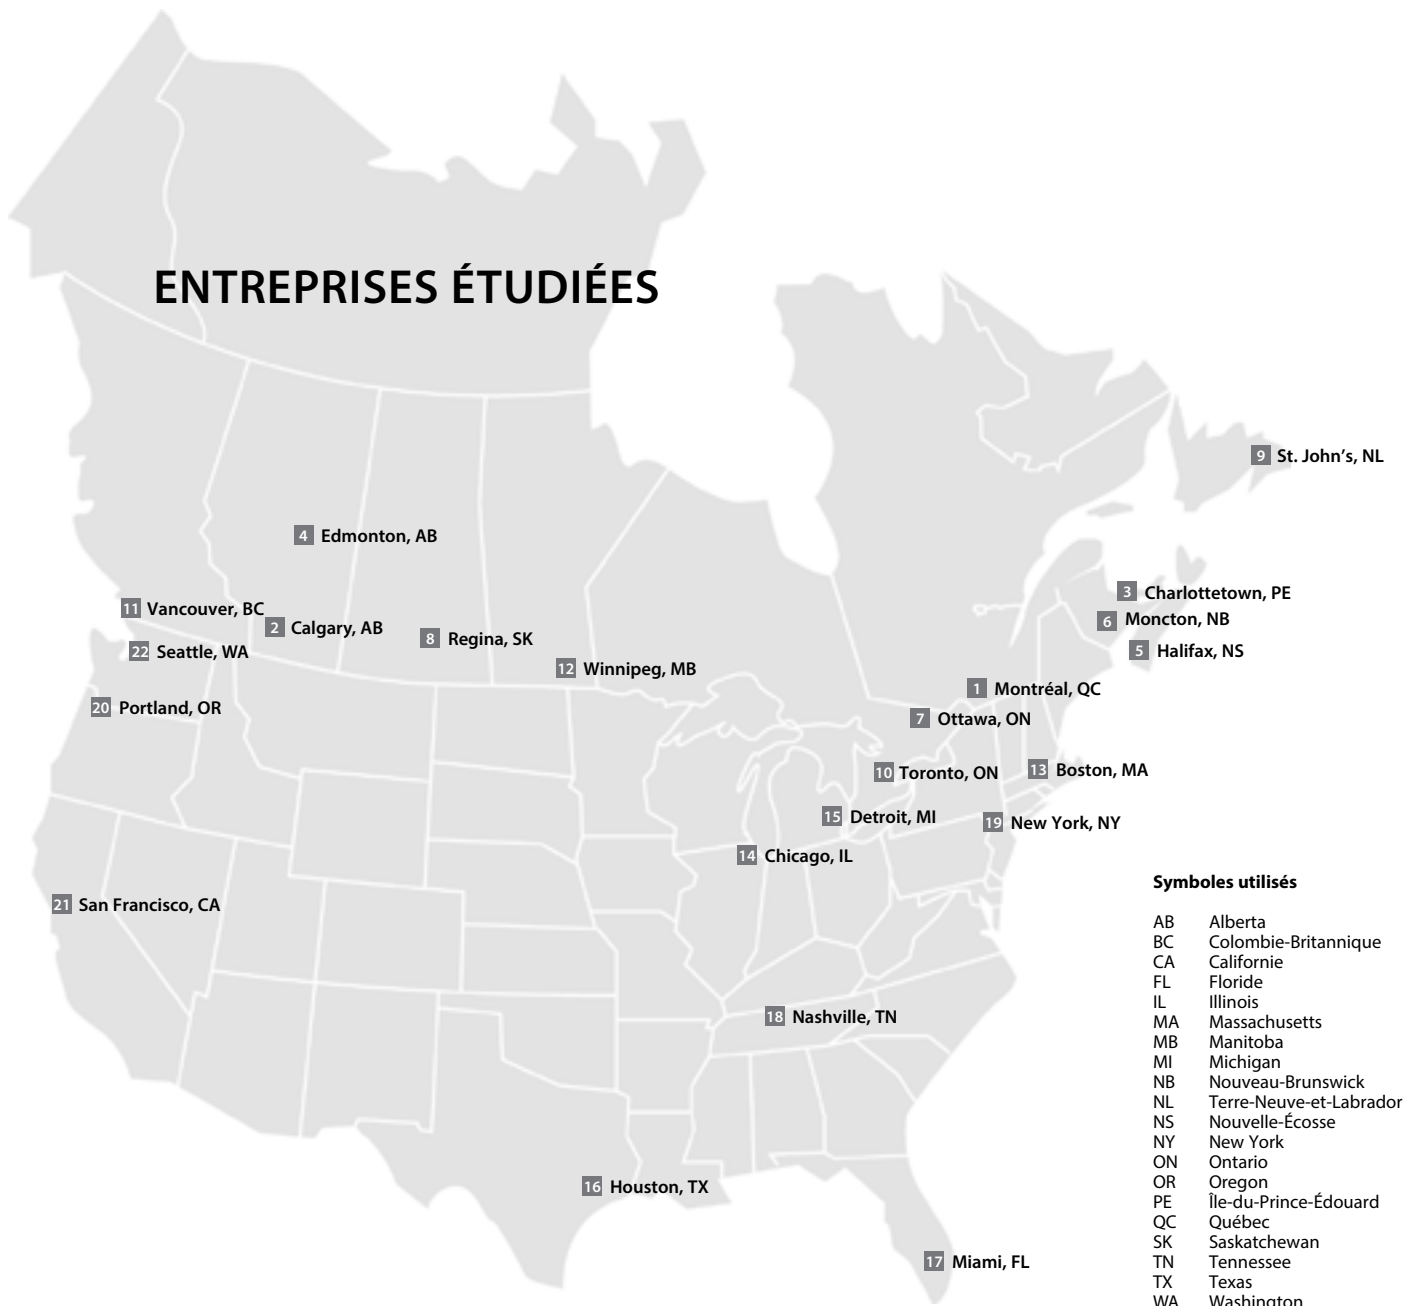 ENTREPRISES ÉTUDIÉES
9 St. John's, NL
4 Edmonton, AB
3 Charlottetown, PE
11 Vancouver, BC
6 Moncton, NB
2 Calgary, AB
8 Regina, SK
22 Seattle, WA
5 Halifax, NS
12 Winnipeg, MB
1 Montréal, QC
20 Portland, OR
7 Ottawa, ON
10 Toronto, ON
13 Boston, MA
15 Detroit, MI
19 New York, NY
14 Chicago, IL
21 San Francisco, CA
18 Nashville, TN
16 Houston, TX
17 Miami, FL
Symboles utilisés
AB Alberta
BC Colombie-Britannique
CA Californie
FL Floride
IL Illinois
MA Massachusetts
MB Manitoba
MI Michigan
NB Nouveau-Brunswick
NL Terre-Neuve-et-Labrador
NS Nouvelle-Écosse
NY New York
ON Ontario
OR Oregon
PE Île-du-Prince-Édouard
QC Québec
SK Saskatchewan
TN Tennessee
TX Texas
WA Washington